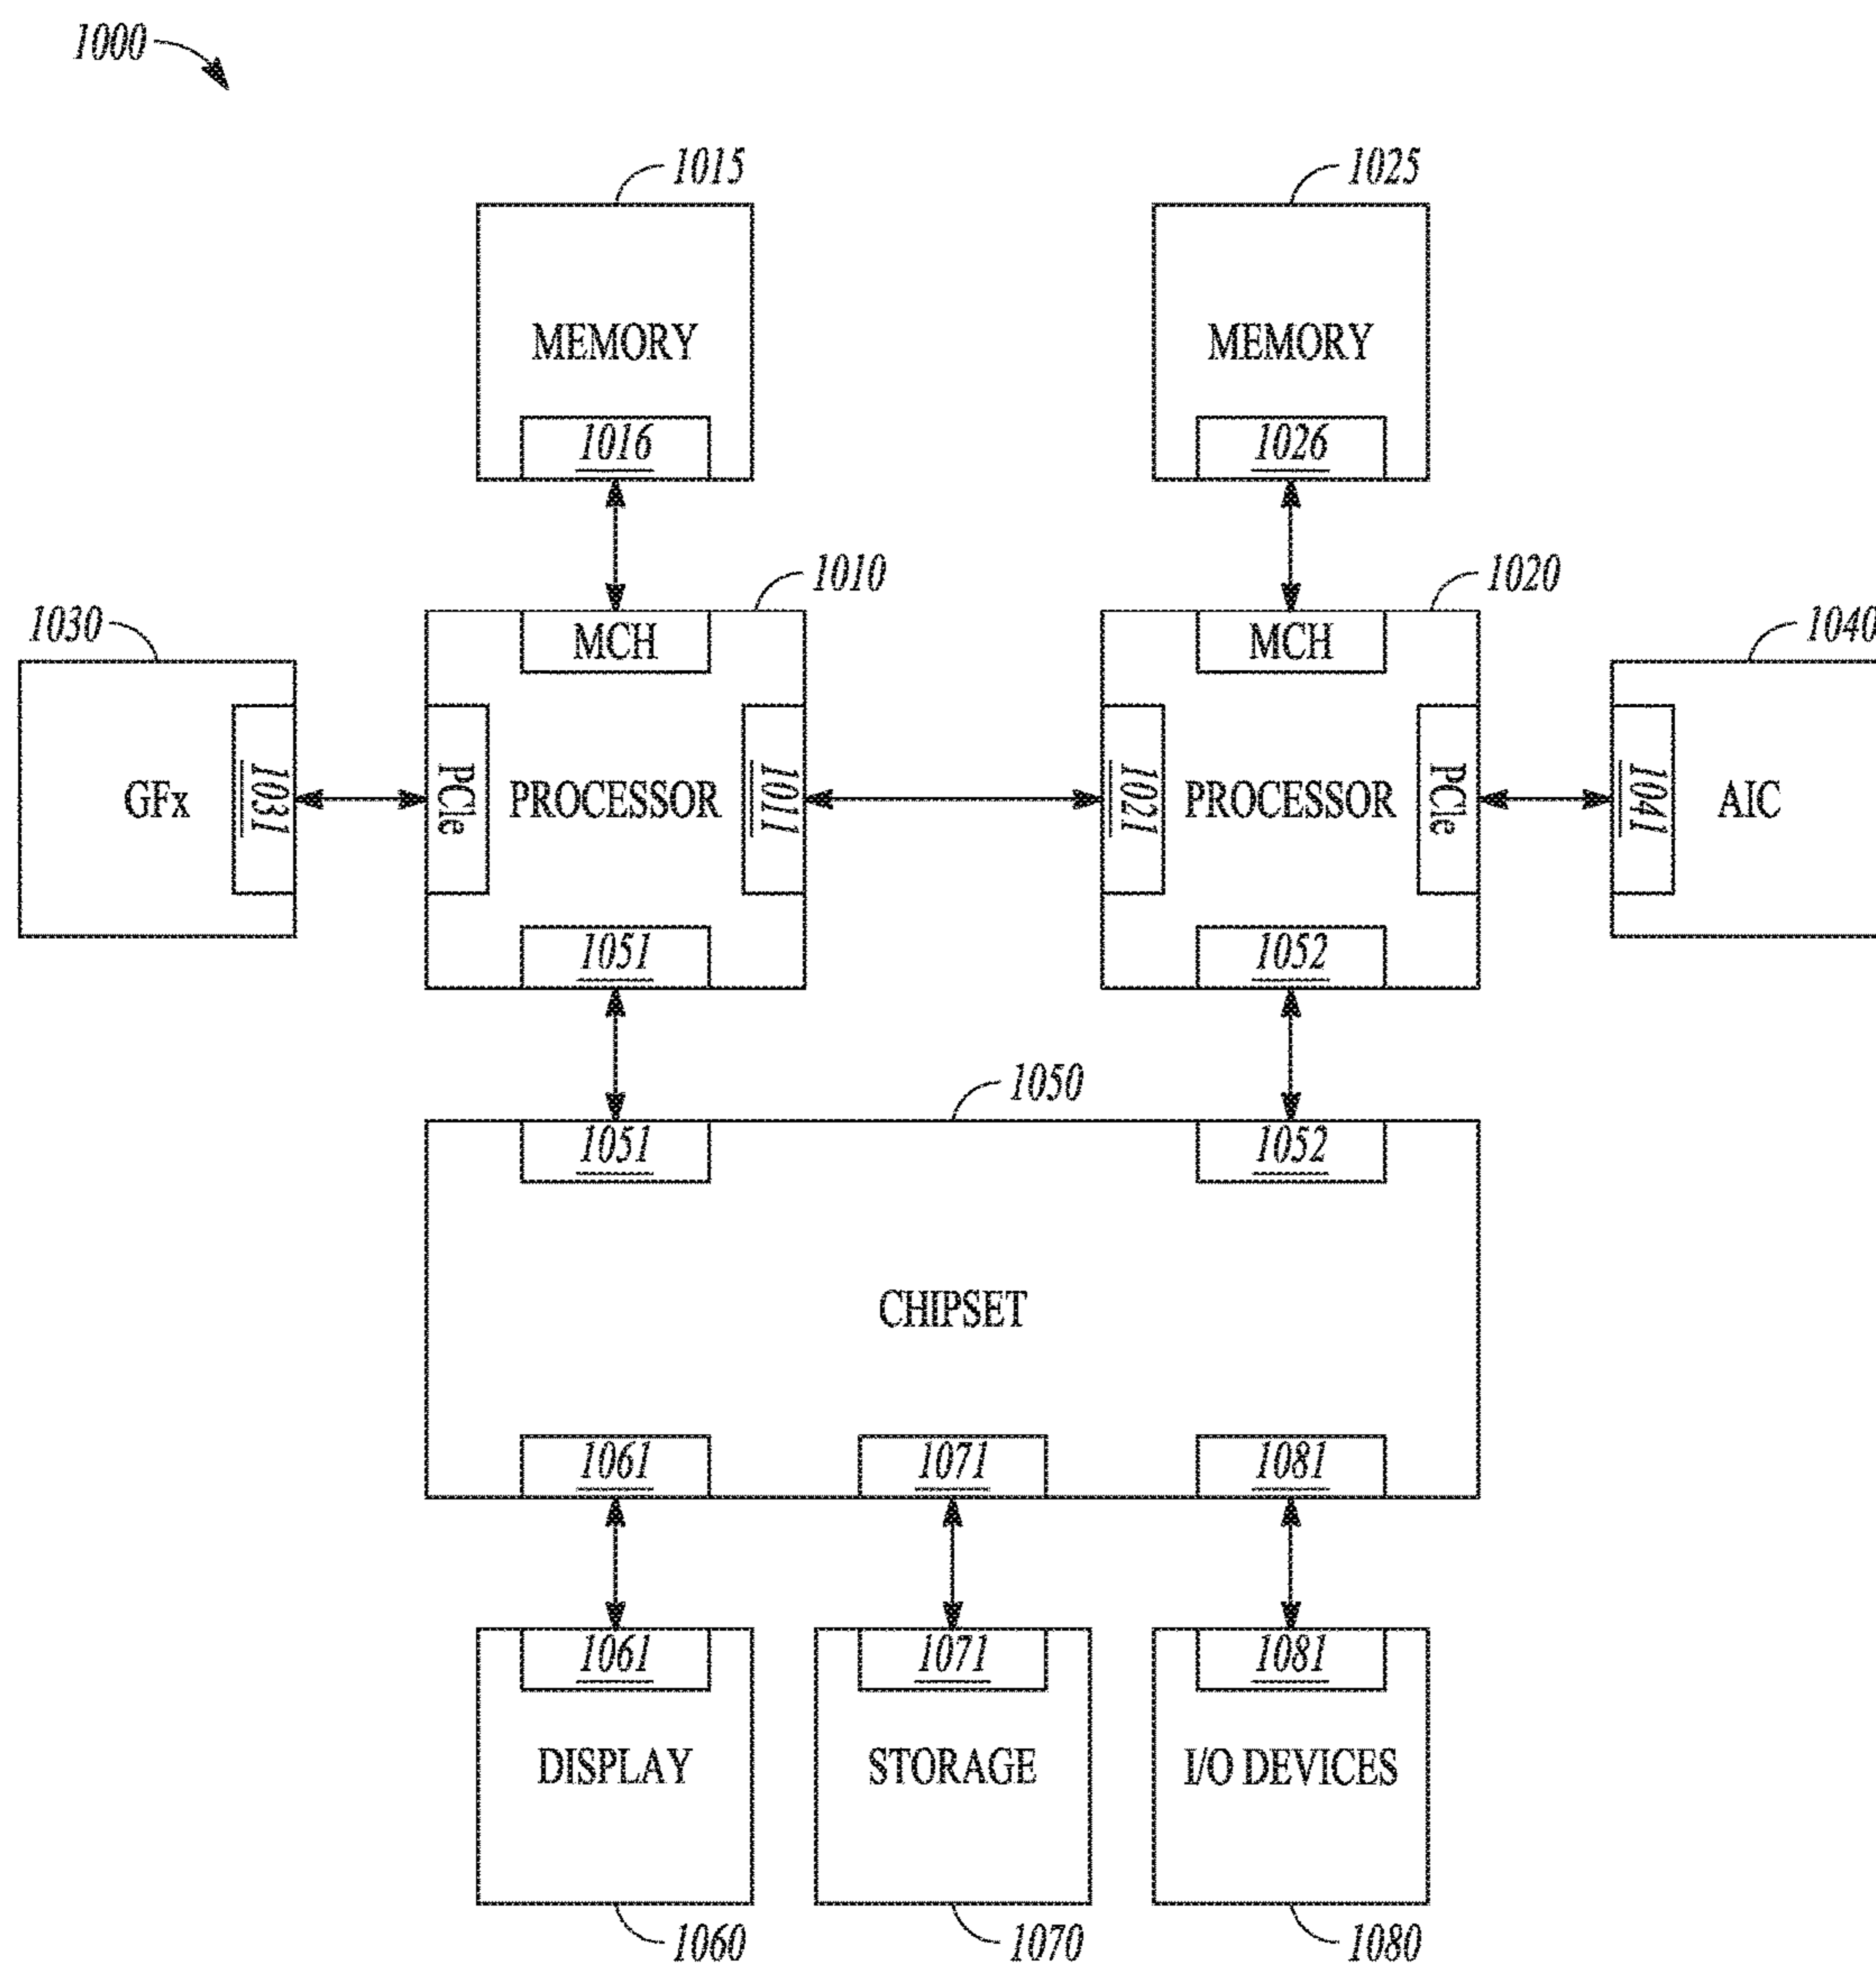 1000
1015
1025
MEMORY
MEMORY
1016
1026
1010
1020
1030
1040
MCH
MCH
GFx
1031
PCIe
PROCESSOR
1011
1021
PROCESSOR
PCIe
1041
AIC
1051
1052
1050
1051
1052
CHIPSET
1061
1071
1081
1061
1071
1081
DISPLAY
STORAGE
I/O DEVICES
1060
1070
1080